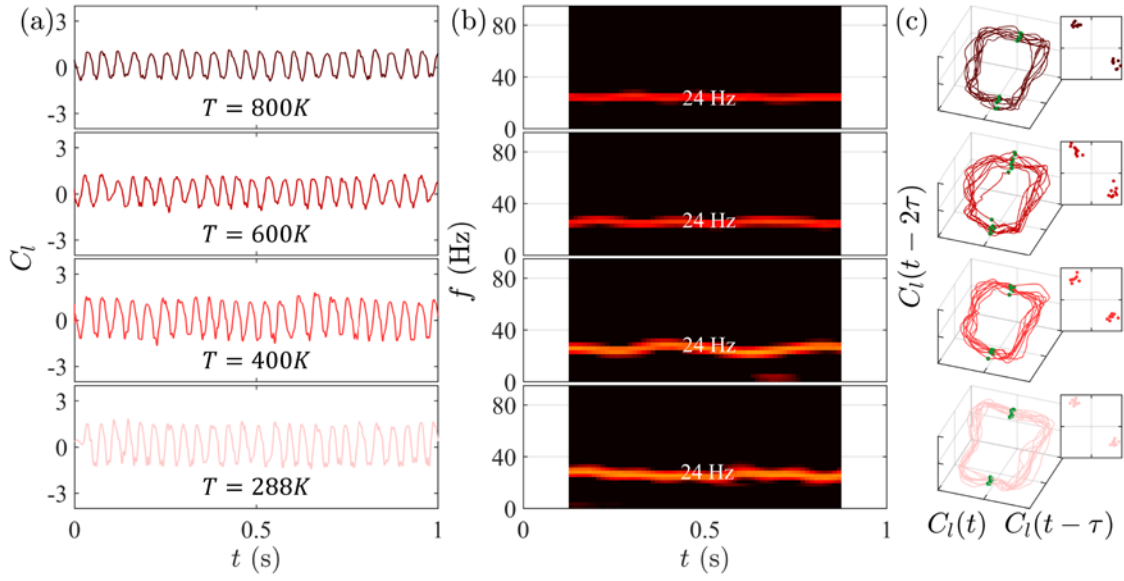 (a)
3
0
-3
T = 800K
3
0
-3
T = 600K
3
0
-3
T = 400K
3
0
-3
T = 288K
0
0.5
1
C_l
t (s)
(b)
80
40
0
24 Hz
80
40
0
24 Hz
80
40
0
24 Hz
80
40
0
24 Hz
0
0.5
1
f (Hz)
t (s)
(c)
C_l(t − 2τ)
C_l(t)
C_l(t − τ)